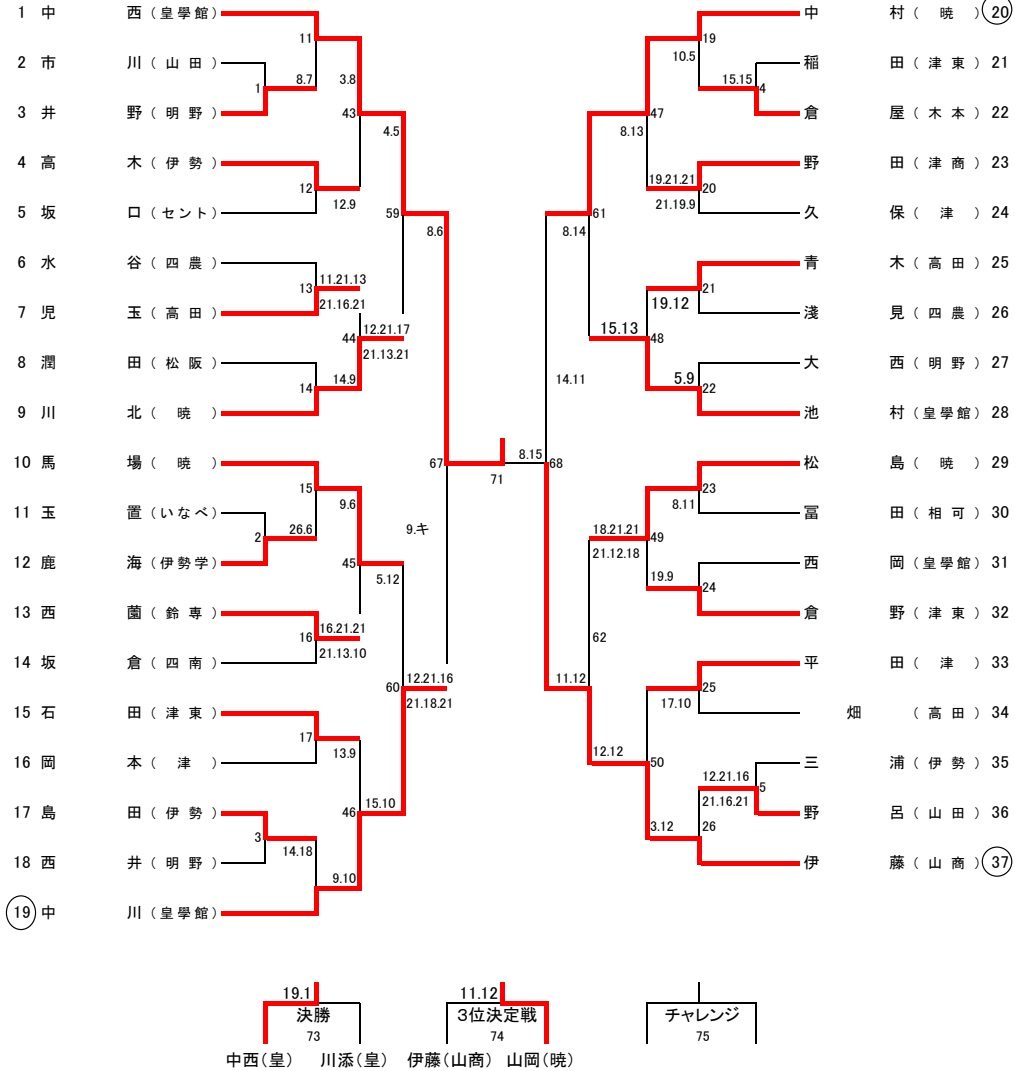 1 中 西 （皇學館） 中 村（ 暁 ） 20
11 19
10.5
2 市 川（ 山 田 ） 稲 田（ 津 東 ） 21
8.7 3.8 15.15
1 4
3 井 野（ 明 野 ） 43 47 倉 屋（ 木 本 ） 22
4.5 8.13
4 高 木（ 伊 勢 ） 野 田（ 津 商 ） 23
12 19.21.21 20
12.9 21.19.9
5 坂 口（セント） 59 61 久 保（ 津 ） 24
8.6 8.14
6 水 谷（ 四 農 ） 青 木（ 高 田 ） 25
13 11.21.13 21
21.16.21 19.12
7 児 玉（ 高 田 ） 淺 見（ 四 農 ） 26
44 12.21.17 15.13 48
21.13.21
8 潤 田（ 松 阪 ） 大 西（ 明 野 ） 27
14.9 14.11 5.9
14 22
9 川 北（ 暁 ） 池 村（皇學館） 28
8.15
10 馬 場（ 暁 ） 67 71 68 松 島（ 暁 ） 29
15 23
9.6 8.11
11 玉 置（いなべ） 冨 田（ 相 可 ） 30
26.6 9.キ 18.21.21
2 49
21.12.18
12 鹿 海（伊勢学） 45 西 岡（皇學館） 31
5.12 19.9
24
13 西 薗（ 鈴 専 ） 倉 野（ 津 東 ） 32
16 16.21.21 62
21.13.10
14 坂 倉（ 四 南 ） 平 田（ 津 ） 33
60 12.21.16 11.12 25
21.18.21 17.10
15 石 田（ 津 東 ） 畑 （ 高 田 ） 34
17
13.9 12.12
16 岡 本（ 津 ） 50 三 浦（ 伊 勢 ） 35
12.21.16 5
15.10 21.16.21
17 島 田（ 伊 勢 ） 46 野 呂（ 山 田 ） 36
3 3.12 26
14.18
18 西 井（ 明 野 ） 伊 藤（ 山 商 ） 37
9.10
19 中 川（皇學館）
19.1 11.12
決勝 3位決定戦 チャレンジ
73 74 75
中西（皇） 川添（皇） 伊藤（山商） 山岡（暁）